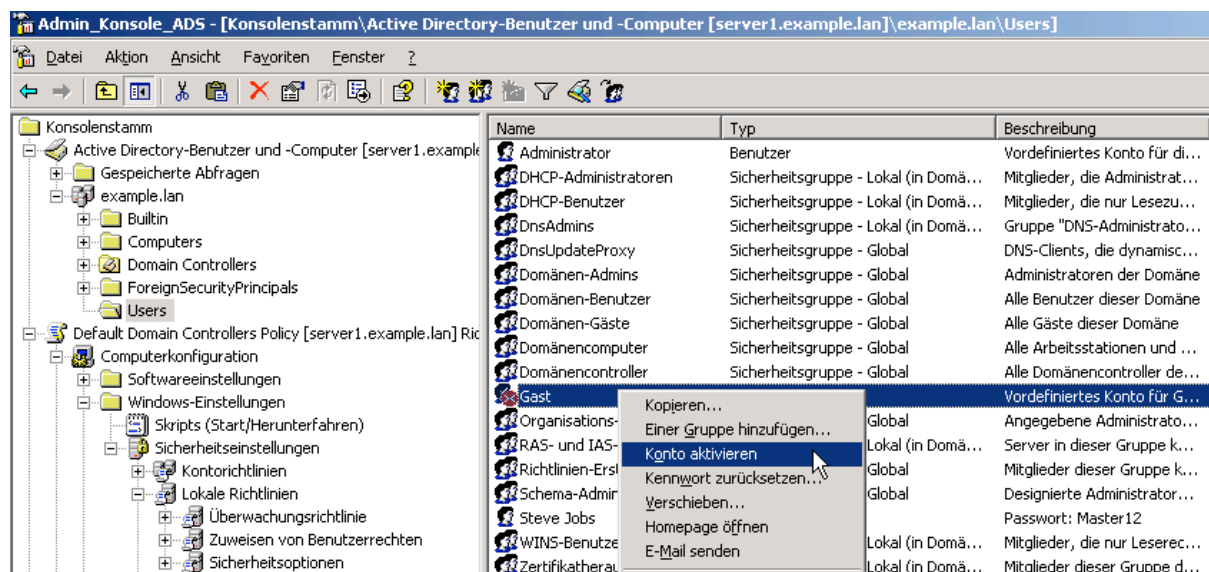 Admin_Konsole_ADS - [Konsolenstamm\Active Directory-Benutzer und -Computer [server1.example.lan]\example.lan\Users]
Datei Aktion Ansicht Favoriten Fenster ?
Konsolenstamm
Active Directory-Benutzer und -Computer [server1.example
Gespeicherte Abfragen
example.lan
Builtin
Computers
Domain Controllers
ForeignSecurityPrincipals
Users
Default Domain Controllers Policy [server1.example.lan] Ric
Computerkonfiguration
Softwareeinstellungen
Windows-Einstellungen
Skripts (Start/Herunterfahren)
Sicherheitseinstellungen
Kontorichtlinien
Lokale Richtlinien
Überwachungsrichtlinie
Zuweisen von Benutzerrechten
Sicherheitsoptionen
Name Typ Beschreibung
Administrator Benutzer Vordefiniertes Konto für di...
DHCP-Administratoren Sicherheitsgruppe - Lokal (in Domä... Mitglieder, die Administrat...
DHCP-Benutzer Sicherheitsgruppe - Lokal (in Domä... Mitglieder, die nur Lesezu...
DnsAdmins Sicherheitsgruppe - Lokal (in Domä... Gruppe "DNS-Administrato...
DnsUpdateProxy Sicherheitsgruppe - Global DNS-Clients, die dynamisc...
Domänen-Admins Sicherheitsgruppe - Global Administratoren der Domäne
Domänen-Benutzer Sicherheitsgruppe - Global Alle Benutzer dieser Domäne
Domänen-Gäste Sicherheitsgruppe - Global Alle Gäste dieser Domäne
Domänencomputer Sicherheitsgruppe - Global Alle Arbeitsstationen und ...
Domänencontroller Sicherheitsgruppe - Global Alle Domänencontroller de...
Gast Vordefiniertes Konto für G...
Organisations- Global Angegebene Administrato...
RAS- und IAS- Lokal (in Domä... Server in dieser Gruppe k...
Richtlinien-Ersl Global Mitglieder dieser Gruppe k...
Schema-Admin Global Designierte Administrator...
Steve Jobs Passwort: Master12
WINS-Benutze Lokal (in Domä... Mitglieder, die nur Leserec...
Zertifikatherau Lokal (in Domä... Mitglieder dieser Gruppe d...
Kopieren...
Einer Gruppe hinzufügen...
Konto aktivieren
Kennwort zurücksetzen...
Verschieben...
Homepage öffnen
E-Mail senden